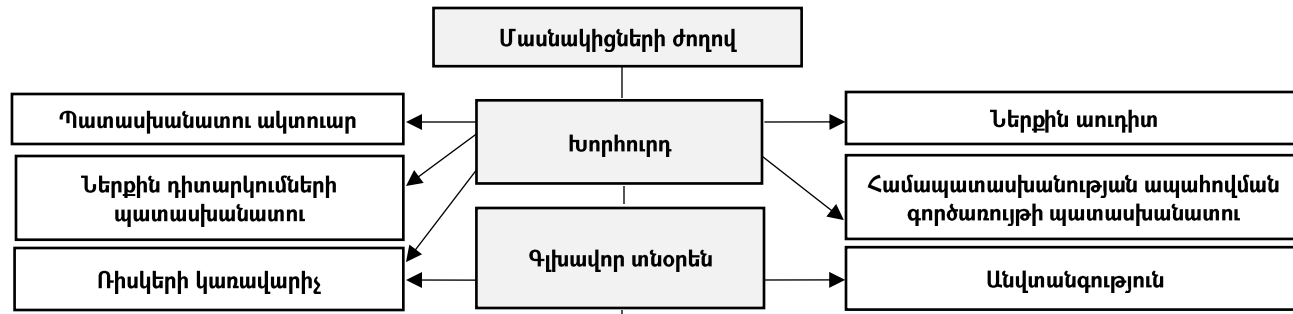 Մասնակիցների ժողով
Պատասխանատու ակտուար
Խորհուրդ
Ներքին աուդիտ
Ներքին դիտարկումների
պատասխանատու
Համապատասխանության ապահովման
գործառույթի պատասխանատու
Ռիսկերի կառավարիչ
Գլխավոր տնօրեն
Անվտանգություն